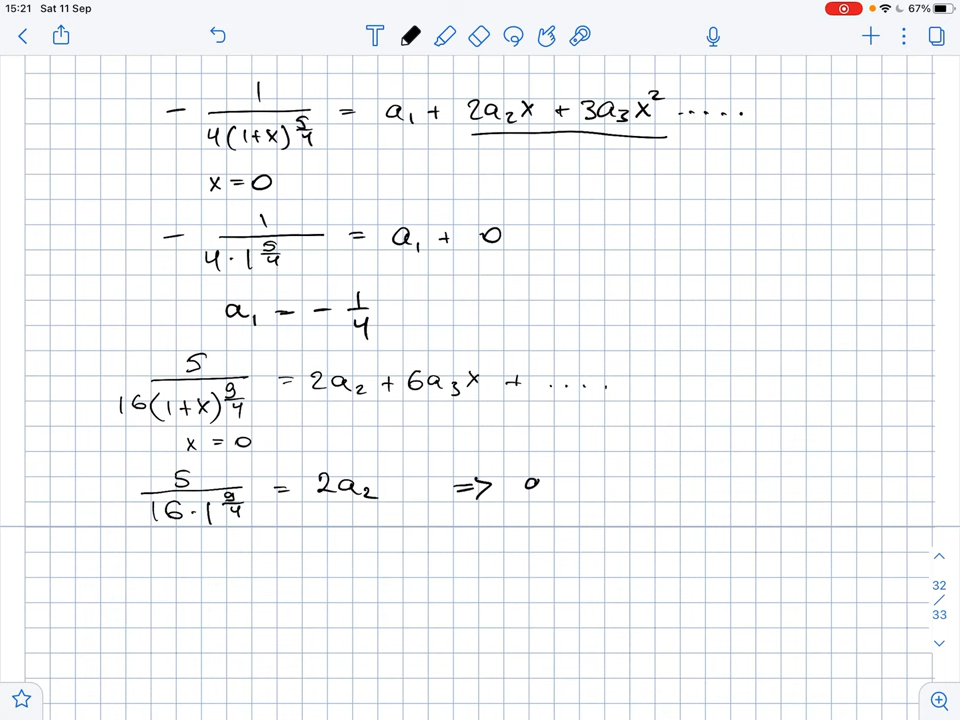 15:21 Sat 11 Sep 67%
- 1/(4(1+x)^(5/4)) = a₁ + 2a₂x + 3a₃x² .....
x = 0
- 1/(4·1^(5/4)) = a₁ + 0
a₁ = - 1/4
5/(16(1+x)^(9/4)) = 2a₂ + 6a₃x + ....
x = 0
5/(16·1^(9/4)) = 2a₂ => a
32
/
33